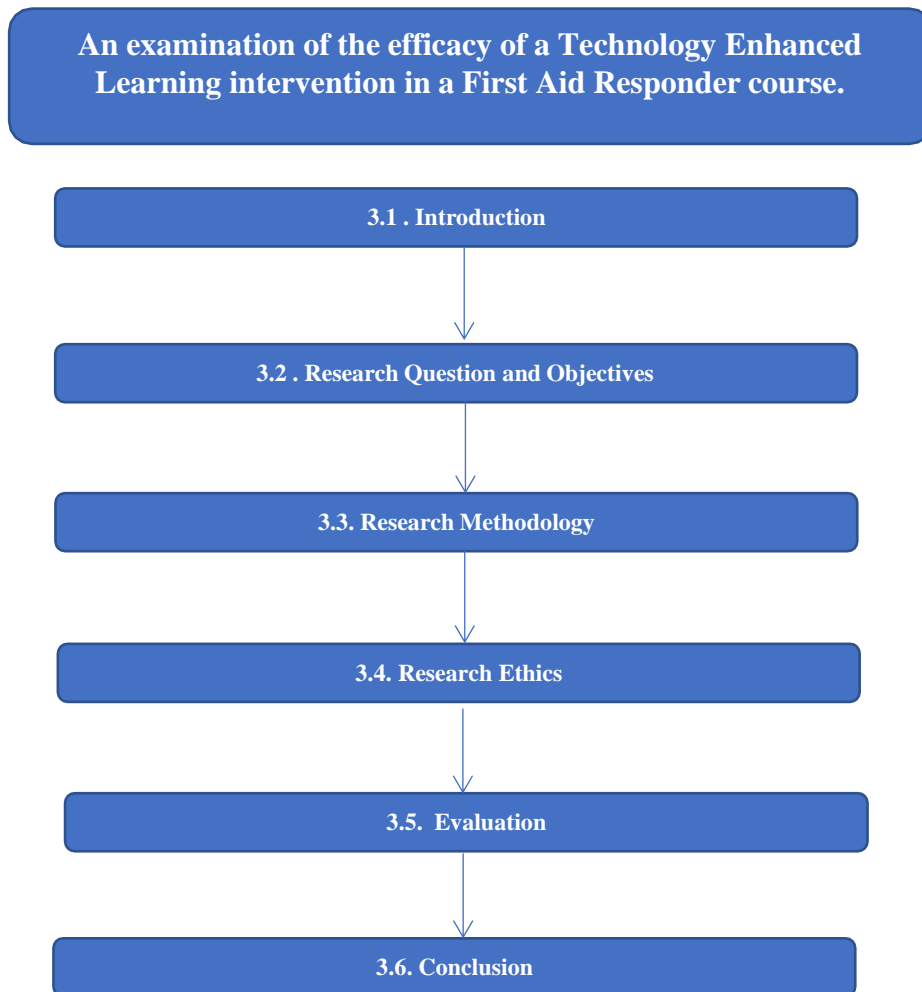 An examination of the efficacy of a Technology Enhanced
Learning intervention in a First Aid Responder course.
3.1 . Introduction
3.2 . Research Question and Objectives
3.3. Research Methodology
3.4. Research Ethics
3.5. Evaluation
3.6. Conclusion